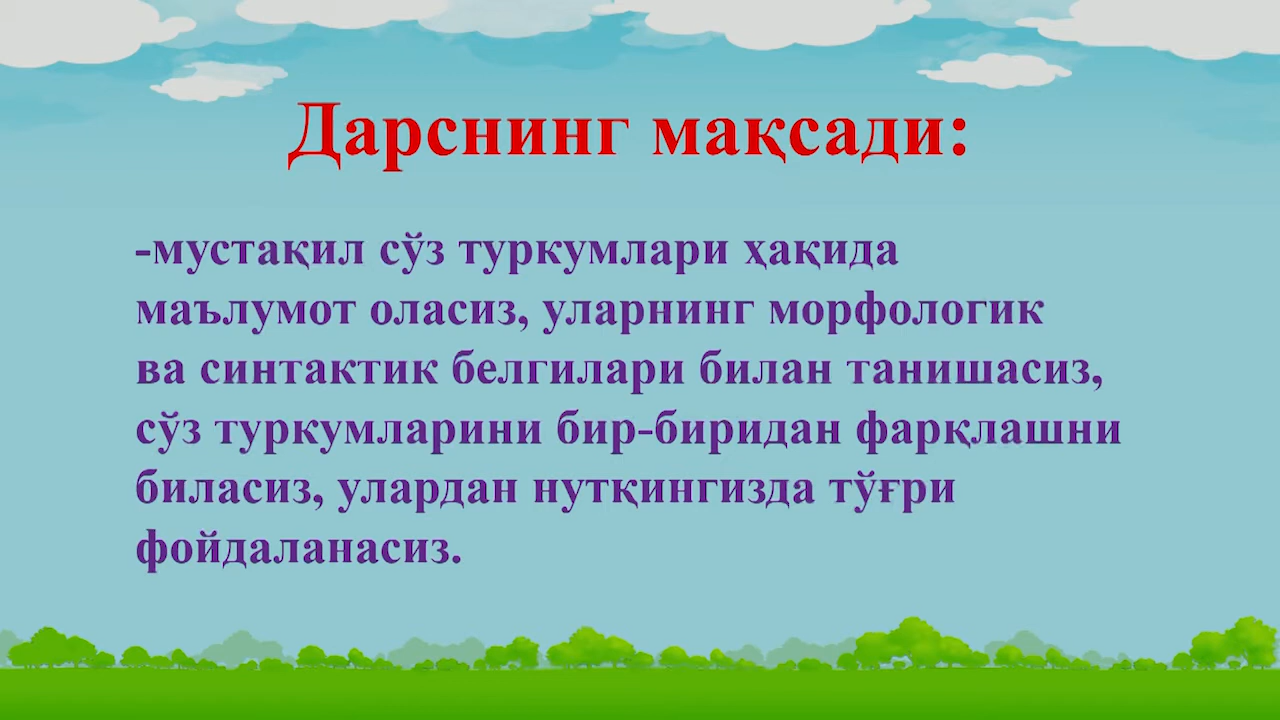 Дарснинг мақсади:
-мустақил сўз туркумлари ҳақида
маълумот оласиз, уларнинг морфологик
ва синтактик белгилари билан танишасиз,
сўз туркумларини бир-биридан фарқлашни
биласиз, улардан нутқингизда тўғри
фойдаланасиз.